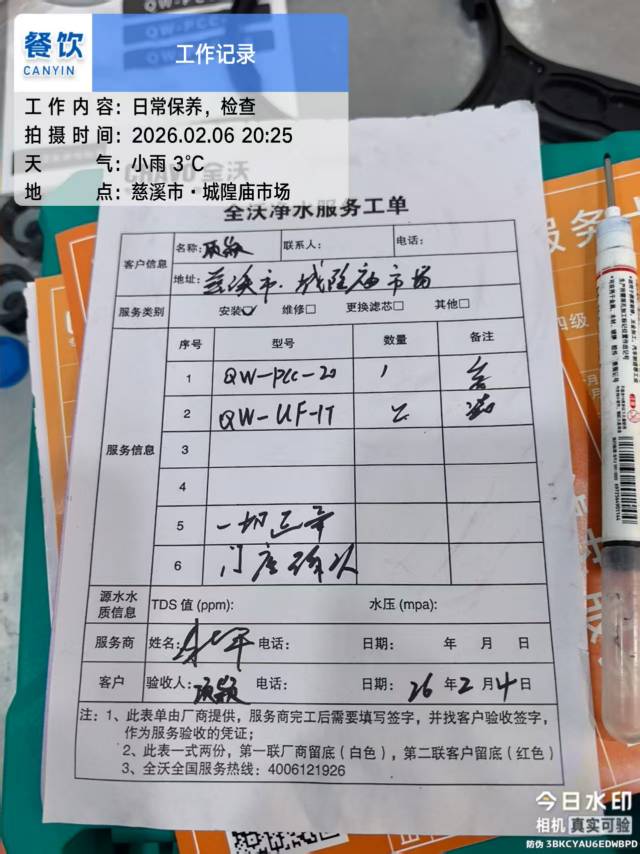 餐饮
CANYIN
工作记录
工作内容：日常保养，检查
拍摄时间：2026.02.06 20:25
天气：小雨 3℃
地点：慈溪市·城隍庙市场
全沃
全沃净水服务工单
客户信息
名称：项颖 联系人： 电话：
地址：慈溪市·城隍庙市场
服务类别 安装☑ 维修□ 更换滤芯□ 其他□
服务信息
序号 型号 数量 备注
1 QW-PCC-20 1
2 QW-UF-1T 2
3
4
5 一切正常
6 门店确认
源水水质信息 TDS 值 (ppm)： 水压 (mpa)：
服务商 姓名： 电话： 日期： 年 月 日
客户 验收人：项颖 电话： 日期：26年2月4日
注：1、此表单由厂商提供，服务商完工后需要填写签字，并找客户验收签字，
作为服务验收的凭证；
2、此表一式两份，第一联厂商留底（白色），第二联客户留底（红色）
3、全沃全国服务热线：4006121926
今日水印
相机 真实可验
防伪 3BKCYAU6EDWBPD